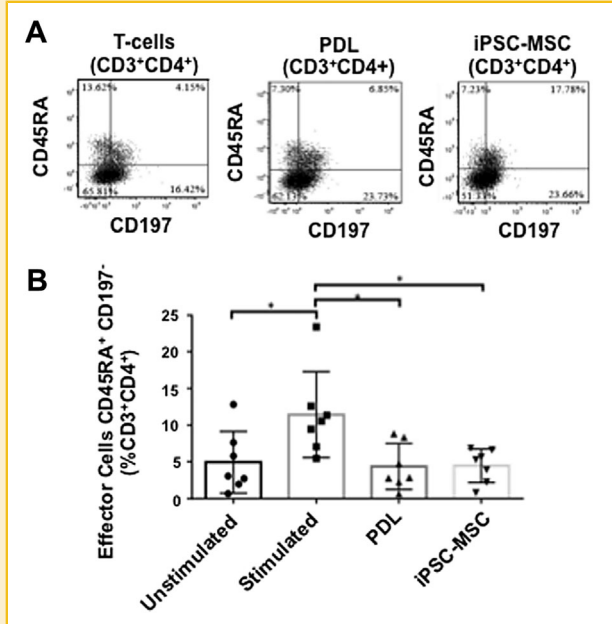 A
T-cells
(CD3⁺CD4⁺)
PDL
(CD3⁺CD4+)
iPSC-MSC
(CD3⁺CD4⁺)
CD45RA
13.62% 4.15%
65.81% 16.42%
CD197
CD45RA
7.30% 6.85%
62.13% 23.73%
CD197
CD45RA
7.23% 17.78%
23.66%
CD197
B
Effector Cells CD45RA⁺ CD197⁻
(%CD3⁺CD4⁺)
25
20
15
10
5
0
*
*
*
Unstimulated
Stimulated
PDL
iPSC-MSC